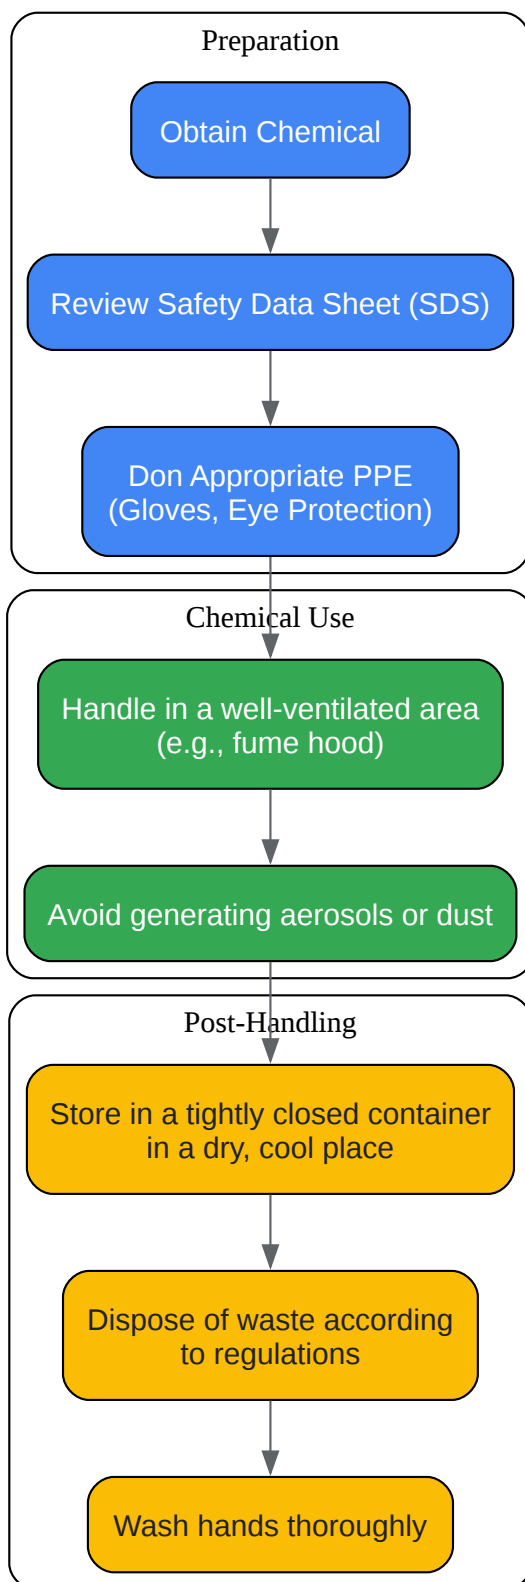 Preparation
Obtain Chemical
Review Safety Data Sheet (SDS)
Don Appropriate PPE
(Gloves, Eye Protection)
Chemical Use
Handle in a well-ventilated area
(e.g., fume hood)
Avoid generating aerosols or dust
Post-Handling
Store in a tightly closed container
in a dry, cool place
Dispose of waste according
to regulations
Wash hands thoroughly